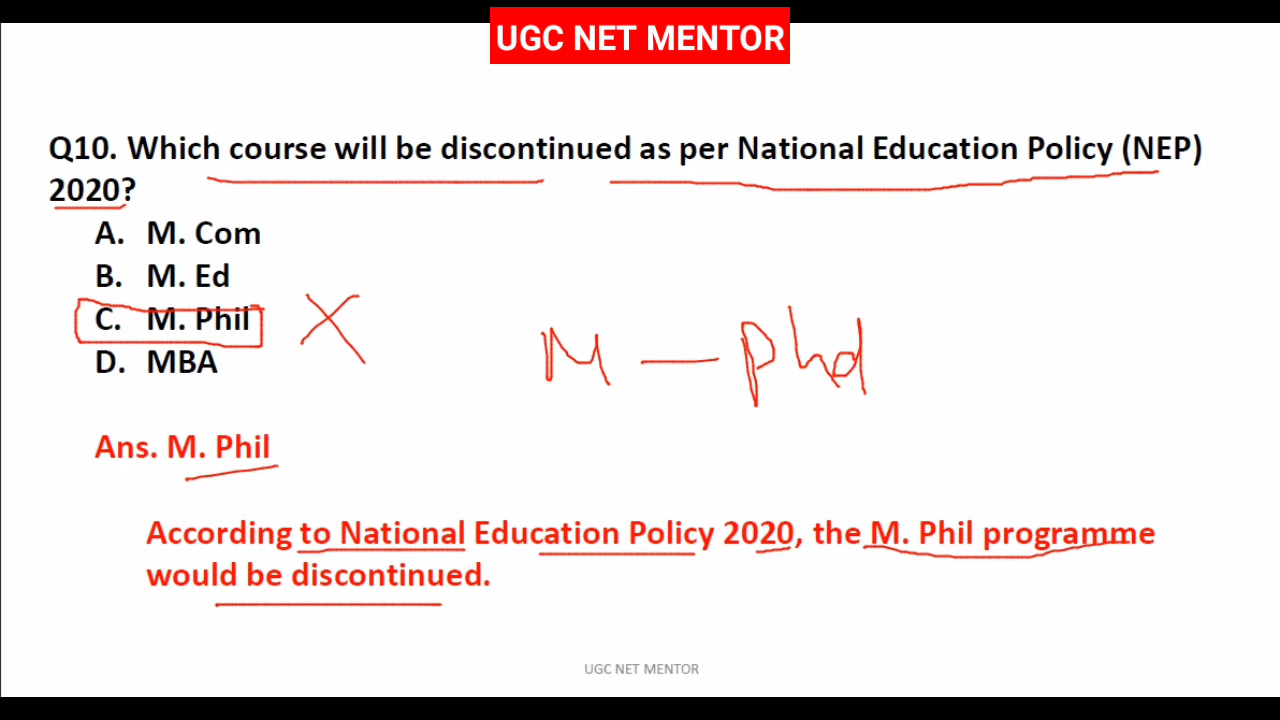 UGC NET MENTOR
Q10. Which course will be discontinued as per National Education Policy (NEP)
2020?
A. M. Com
B. M. Ed
C. M. Phil
D. MBA
M — Phd
Ans. M. Phil
According to National Education Policy 2020, the M. Phil programme
would be discontinued.
UGC NET MENTOR